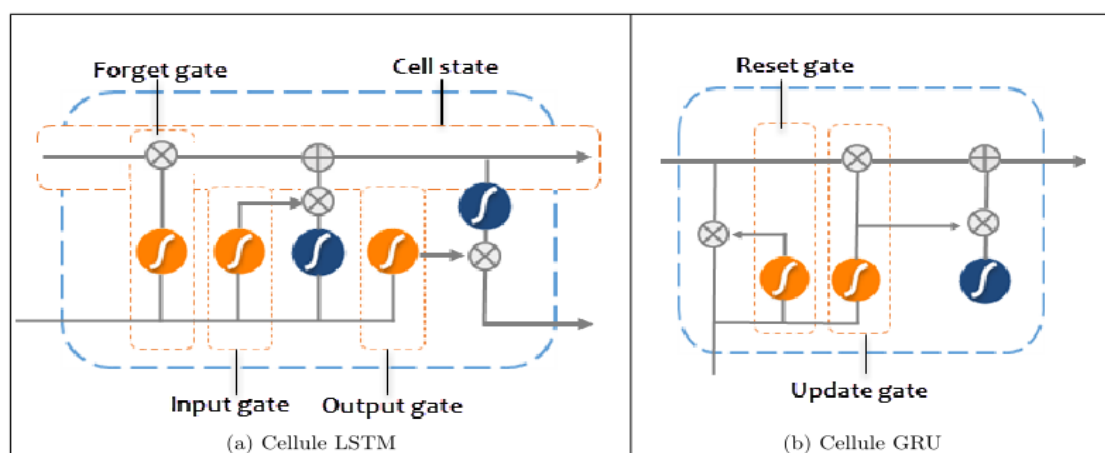 Forget gate
Cell state
Input gate
Output gate
(a) Cellule LSTM
Reset gate
Update gate
(b) Cellule GRU